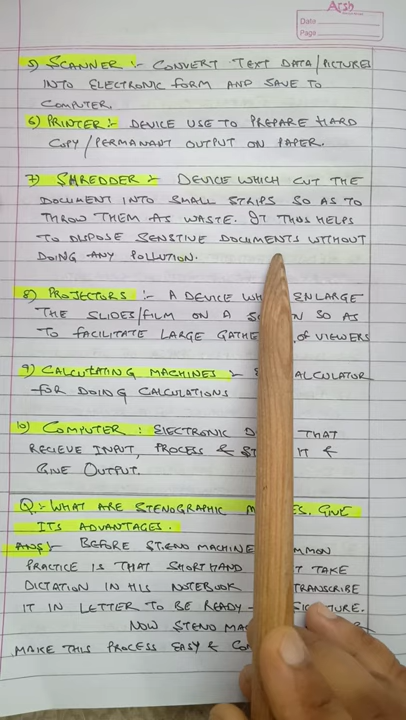 Arsh
Date
Page
5) SCANNER :- CONVERT TEXT DATA/PICTURES
INTO ELECTRONIC FORM AND SAVE TO
COMPUTER.
6) PRINTER :- DEVICE USE TO PREPARE HARD
COPY/PERMANANT OUTPUT ON PAPER.
7) SHREDDER :- DEVICE WHICH CUT THE
DOCUMENT INTO SMALL STRIPS SO AS TO
THROW THEM AS WASTE. IT THUS HELPS
TO DISPOSE SENSTIVE DOCUMENTS WITHOUT
DOING ANY POLLUTION.
8) PROJECTORS :- A DEVICE ENLARGE
THE SLIDES/FILM ON A SO AS
TO FACILITATE LARGE OF VIEWERS
9) CALCULATING MACHINES :-
FOR DOING CALCULATIONS
10) COMPUTER : ELECTRONIC THAT
RECIEVE INPUT, PROCESS & IT &
GIVE OUTPUT.
Q:- WHAT ARE STENOGRAPHIC GIVE
ITS ADVANTAGES.
ANS:- BEFORE STENO MACHINE
PRACTICE IS THAT SHORTHAND TAKE
DICTATION IN HIS NOTEBOOK TRANSCRIBE
IT IN LETTER TO BE READY
NOW STENO
MAKE THIS PROCESS EASY &